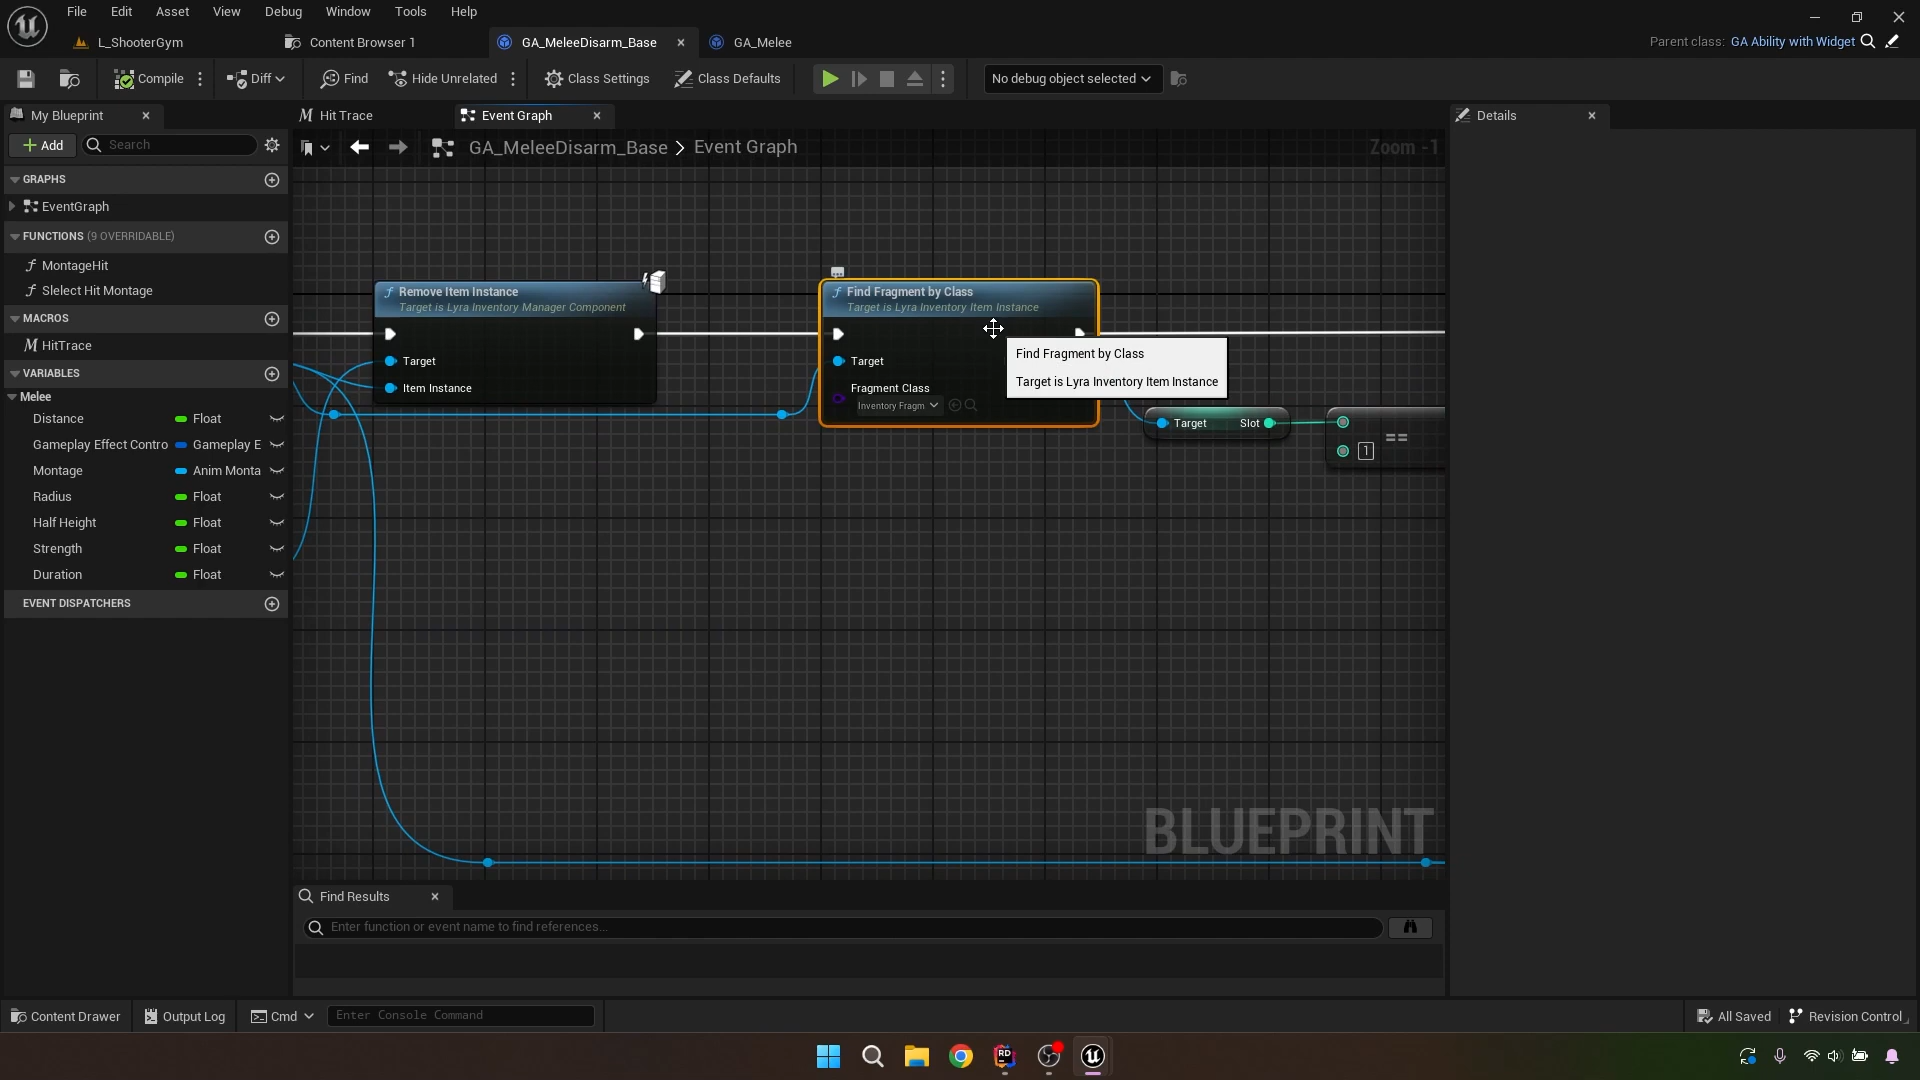 File Edit Asset View Debug Window Tools Help
L_ShooterGym
Content Browser 1
GA_MeleeDisarm_Base
GA_Melee
Parent class: GA Ability with Widget
Compile
Diff
Find
Hide Unrelated
Class Settings
Class Defaults
No debug object selected
My Blueprint
Hit Trace
Event Graph
Details
Add
Search
GA_MeleeDisarm_Base > Event Graph
Zoom -1
GRAPHS
EventGraph
FUNCTIONS (9 OVERRIDABLE)
MontageHit
Slelect Hit Montage
MACROS
HitTrace
VARIABLES
Melee
Distance Float
Gameplay Effect Contro Gameplay E
Montage Anim Monta
Radius Float
Half Height Float
Strength Float
Duration Float
EVENT DISPATCHERS
Remove Item Instance
Target is Lyra Inventory Manager Component
Target
Item Instance
Find Fragment by Class
Target is Lyra Inventory Item Instance
Target
Fragment Class
Inventory Fragm
Find Fragment by Class
Target is Lyra Inventory Item Instance
Target Slot
==
1
BLUEPRINT
Find Results
Enter function or event name to find references...
Content Drawer
Output Log
Cmd
Enter Console Command
All Saved
Revision Control
RD